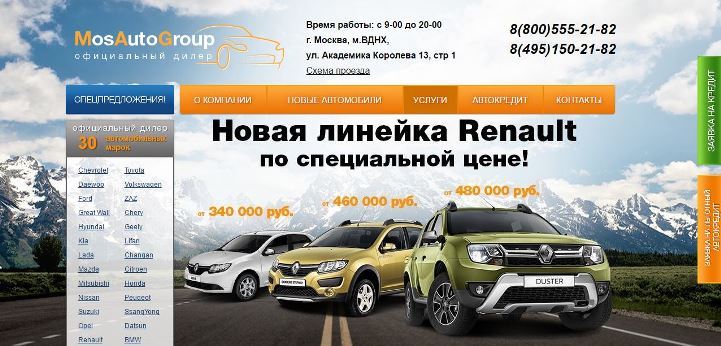 MosAutoGroup
официальный дилер
Время работы: с 9-00 до 20-00
г. Москва, м.ВДНХ,
ул. Академика Королева 13, стр 1
Схема проезда
8(800)555-21-82
8(495)150-21-82
СПЕЦПРЕДЛОЖЕНИЯ!
О КОМПАНИИ
НОВЫЕ АВТОМОБИЛИ
УСЛУГИ
АВТОКРЕДИТ
КОНТАКТЫ
ЗАЯВКА НА КРЕДИТ
официальный дилер
30 автомобильных
марок
Новая линейка Renault
по специальной цене!
от 340 000 руб.
от 460 000 руб.
от 480 000 руб.
Chevrolet Toyota
Daewoo Volkswagen
Ford ZAZ
Great Wall Chery
Hyundai Geely
Kia Lifan
Lada Changan
Mazda Citroen
Mitsubishi Honda
Nissan Peugeot
Suzuki SsangYong
Opel Datsun
Renault BMW
DUSTER
АВТОКРЕДИТ